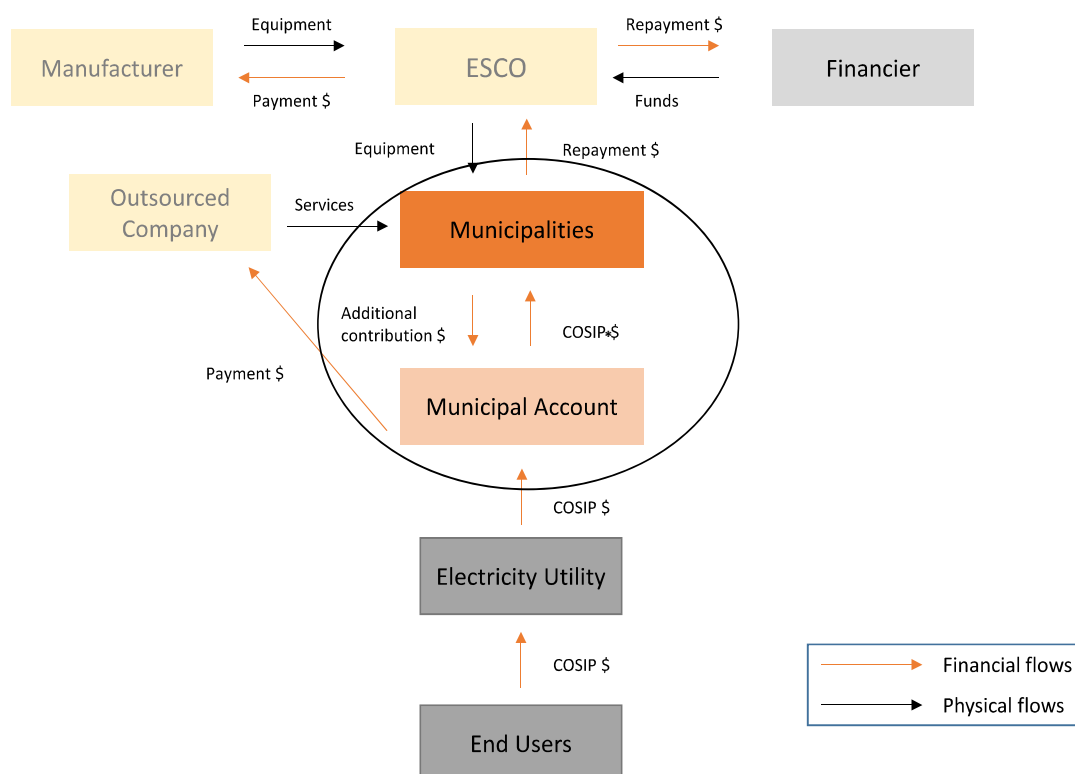 Equipment
Repayment $
Manufacturer
ESCO
Financier
Payment $
Funds
Equipment
Repayment $
Outsourced
Company
Services
Municipalities
Additional
contribution $
COSIP*$
Payment $
Municipal Account
COSIP $
Electricity Utility
COSIP $
Financial flows
Physical flows
End Users